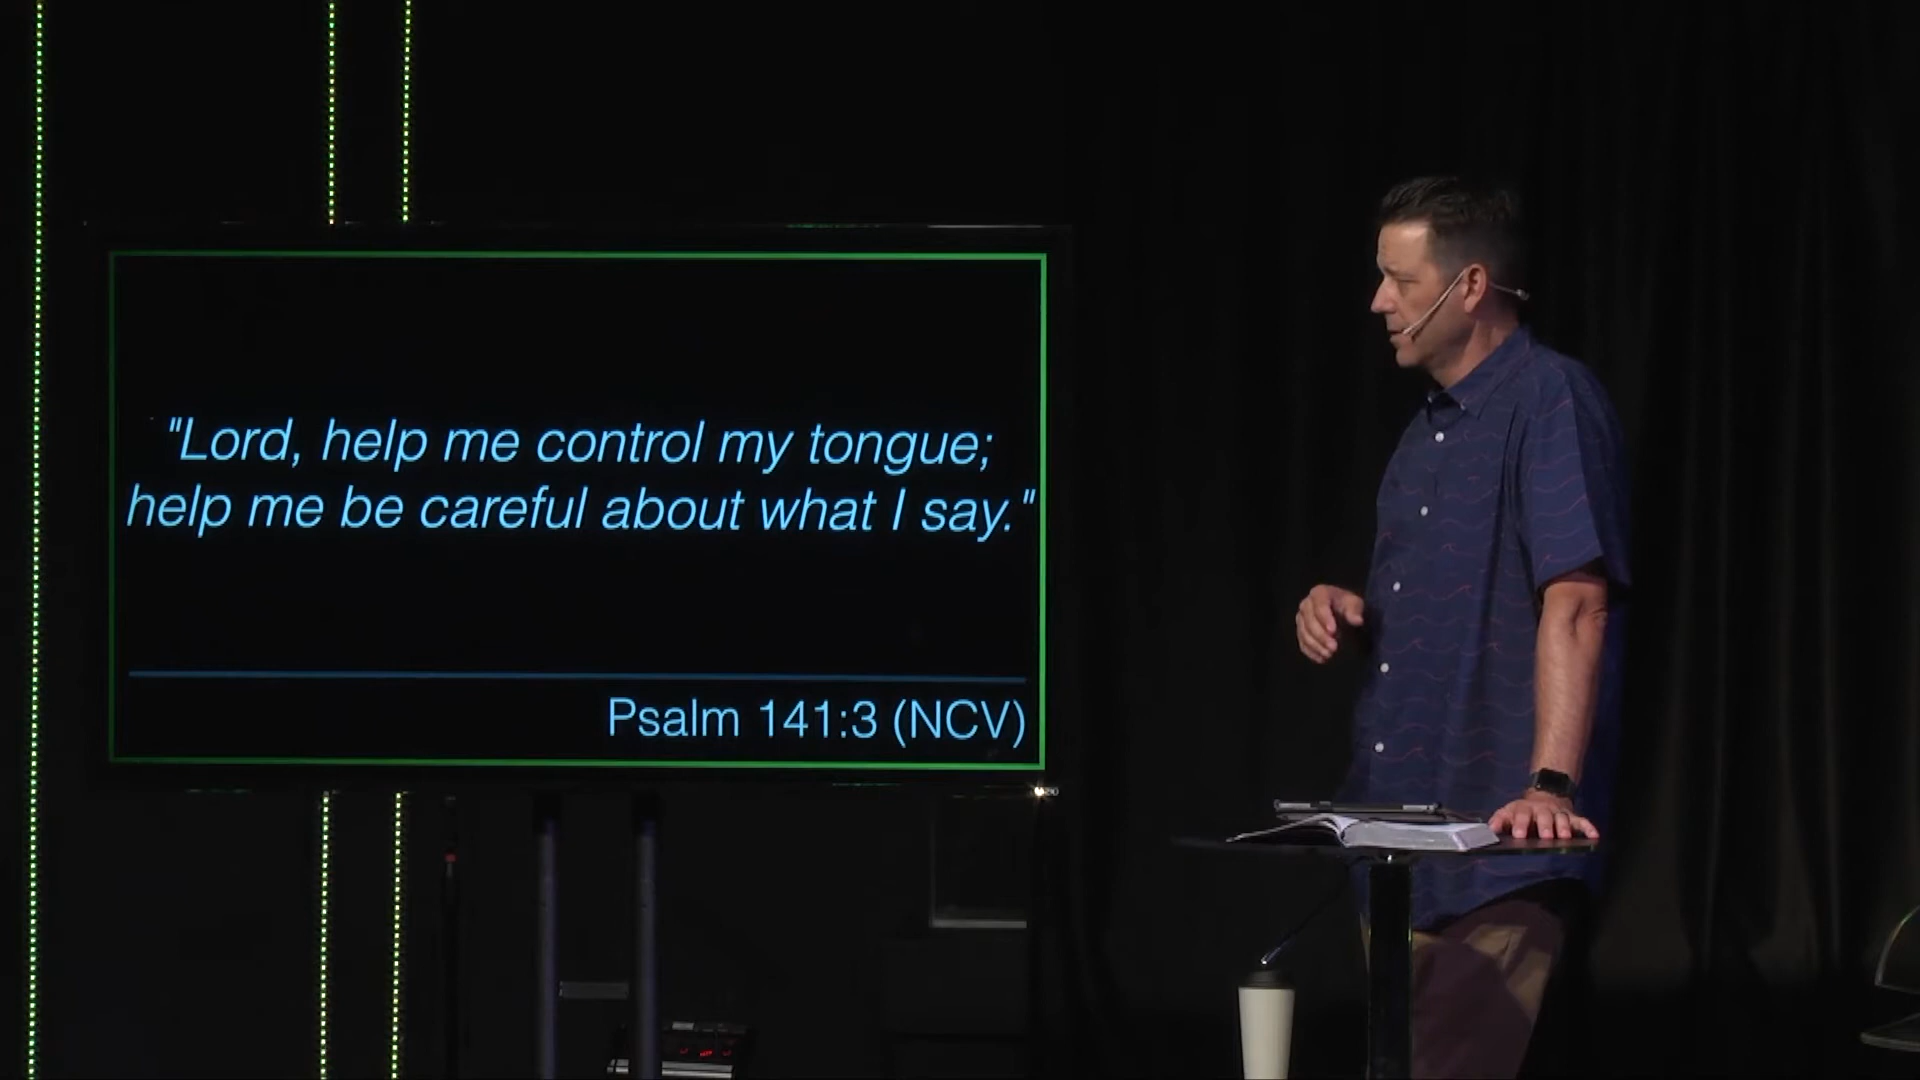 "Lord, help me control my tongue;
help me be careful about what I say."
Psalm 141:3 (NCV)